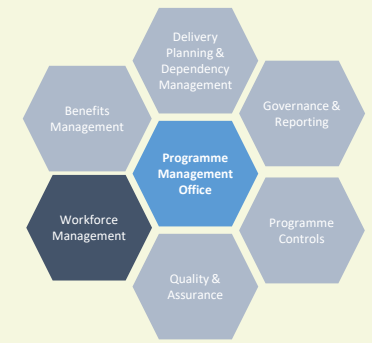 Delivery
Planning &
Dependency
Management
Benefits
Management
Governance &
Reporting
Programme
Management
Office
Workforce
Management
Programme
Controls
Quality &
Assurance